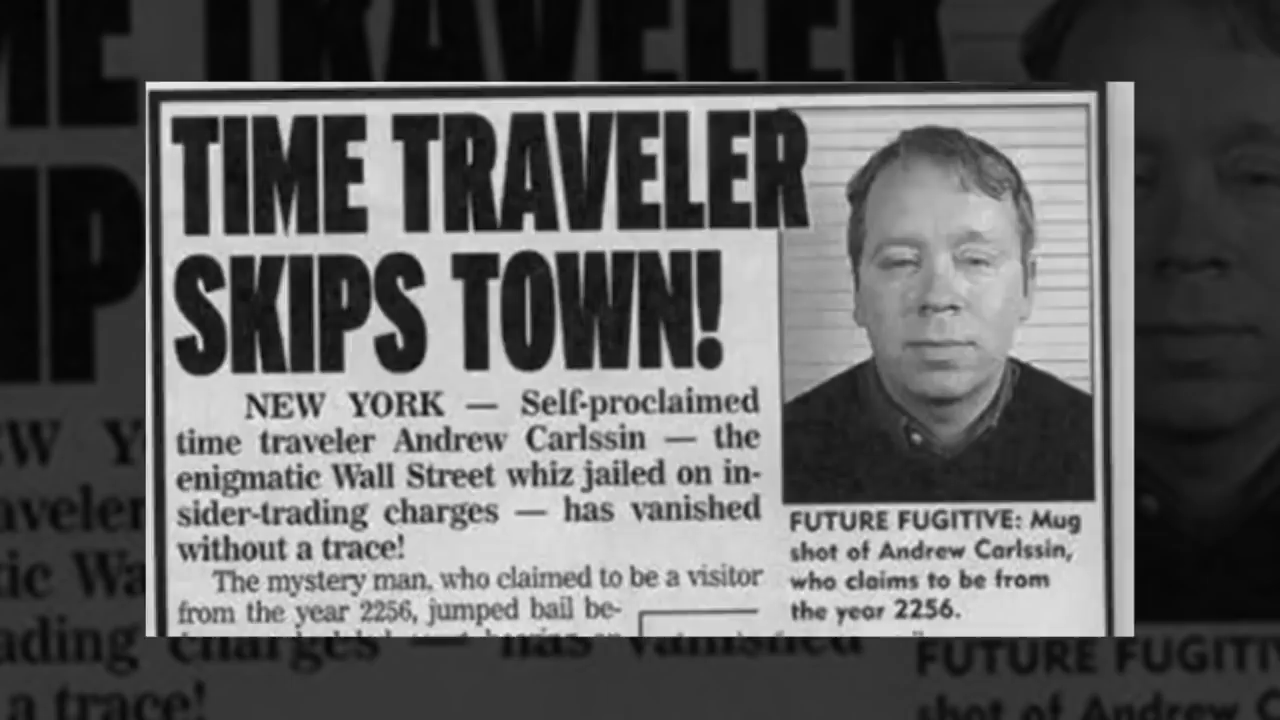 TIME TRAVELER
SKIPS TOWN!
NEW YORK — Self-proclaimed
time traveler Andrew Carlssin — the
enigmatic Wall Street whiz jailed on in-
sider-trading charges — has vanished
without a trace!
The mystery man, who claimed to be a visitor
from the year 2256, jumped bail be-
FUTURE FUGITIVE: Mug
shot of Andrew Carlssin,
who claims to be from
the year 2256.